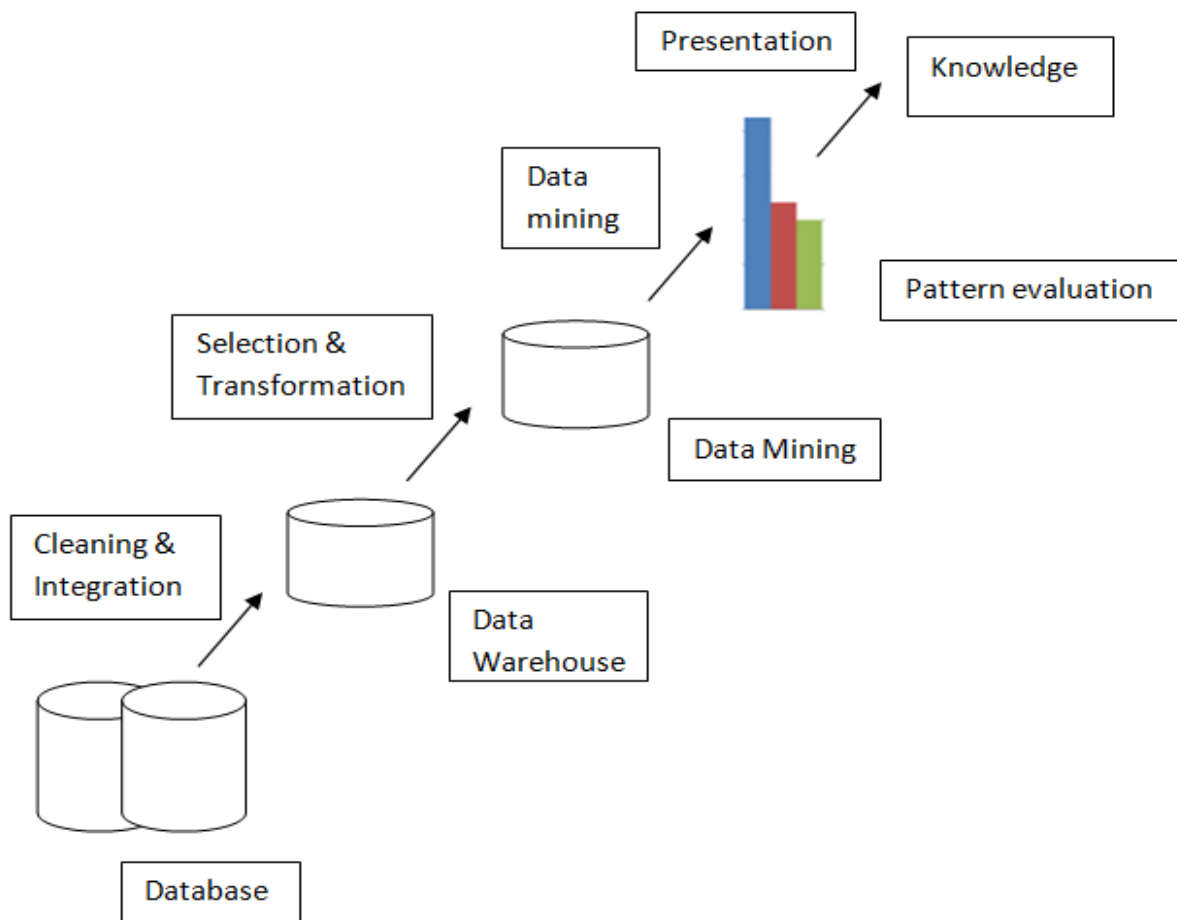 Presentation
Knowledge
Data
mining
Pattern evaluation
Selection &
Transformation
Data Mining
Cleaning &
Integration
Data
Warehouse
Database